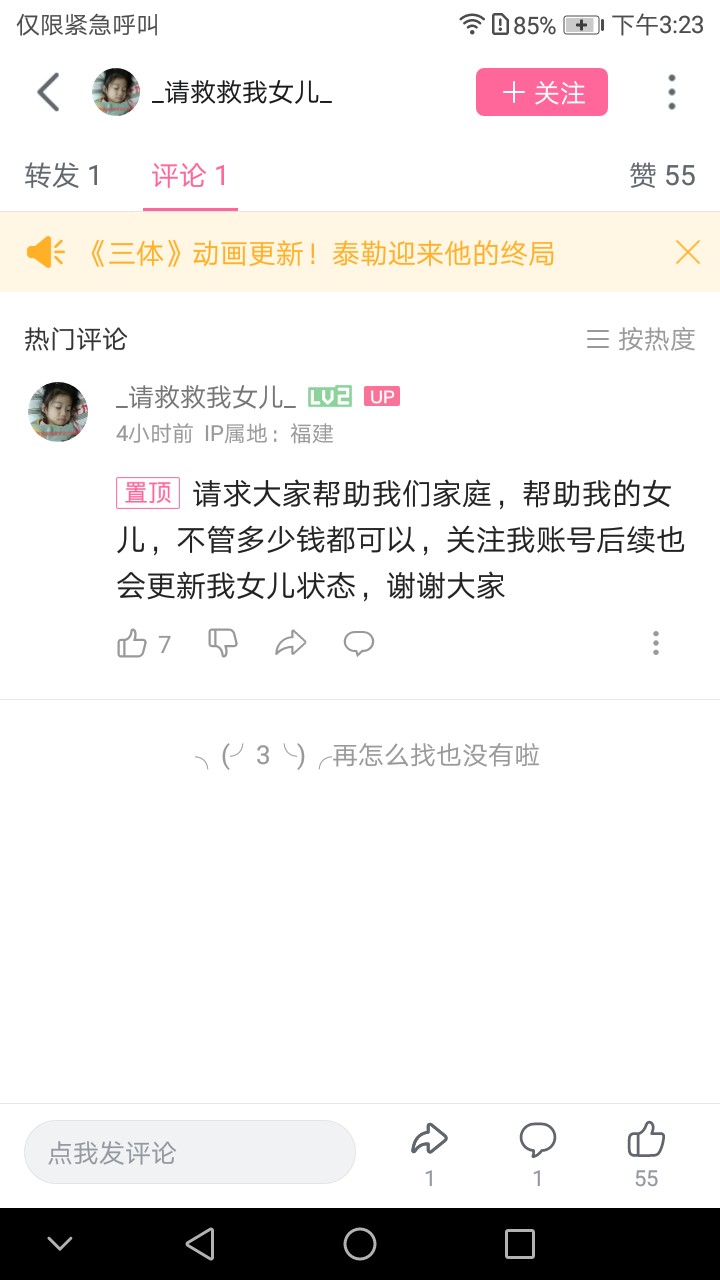 仅限紧急呼叫 85% 下午3:23
_请救救我女儿_ 关注
转发 1 评论 1 赞 55
《三体》动画更新！泰勒迎来他的终局
热门评论 按热度
_请救救我女儿_ LV2 UP
4小时前 IP属地：福建
置顶 请求大家帮助我们家庭，帮助我的女
儿，不管多少钱都可以，关注我账号后续也
会更新我女儿状态，谢谢大家
7
╮(╯3╰)╭再怎么找也没有啦
点我发评论
1 1 55